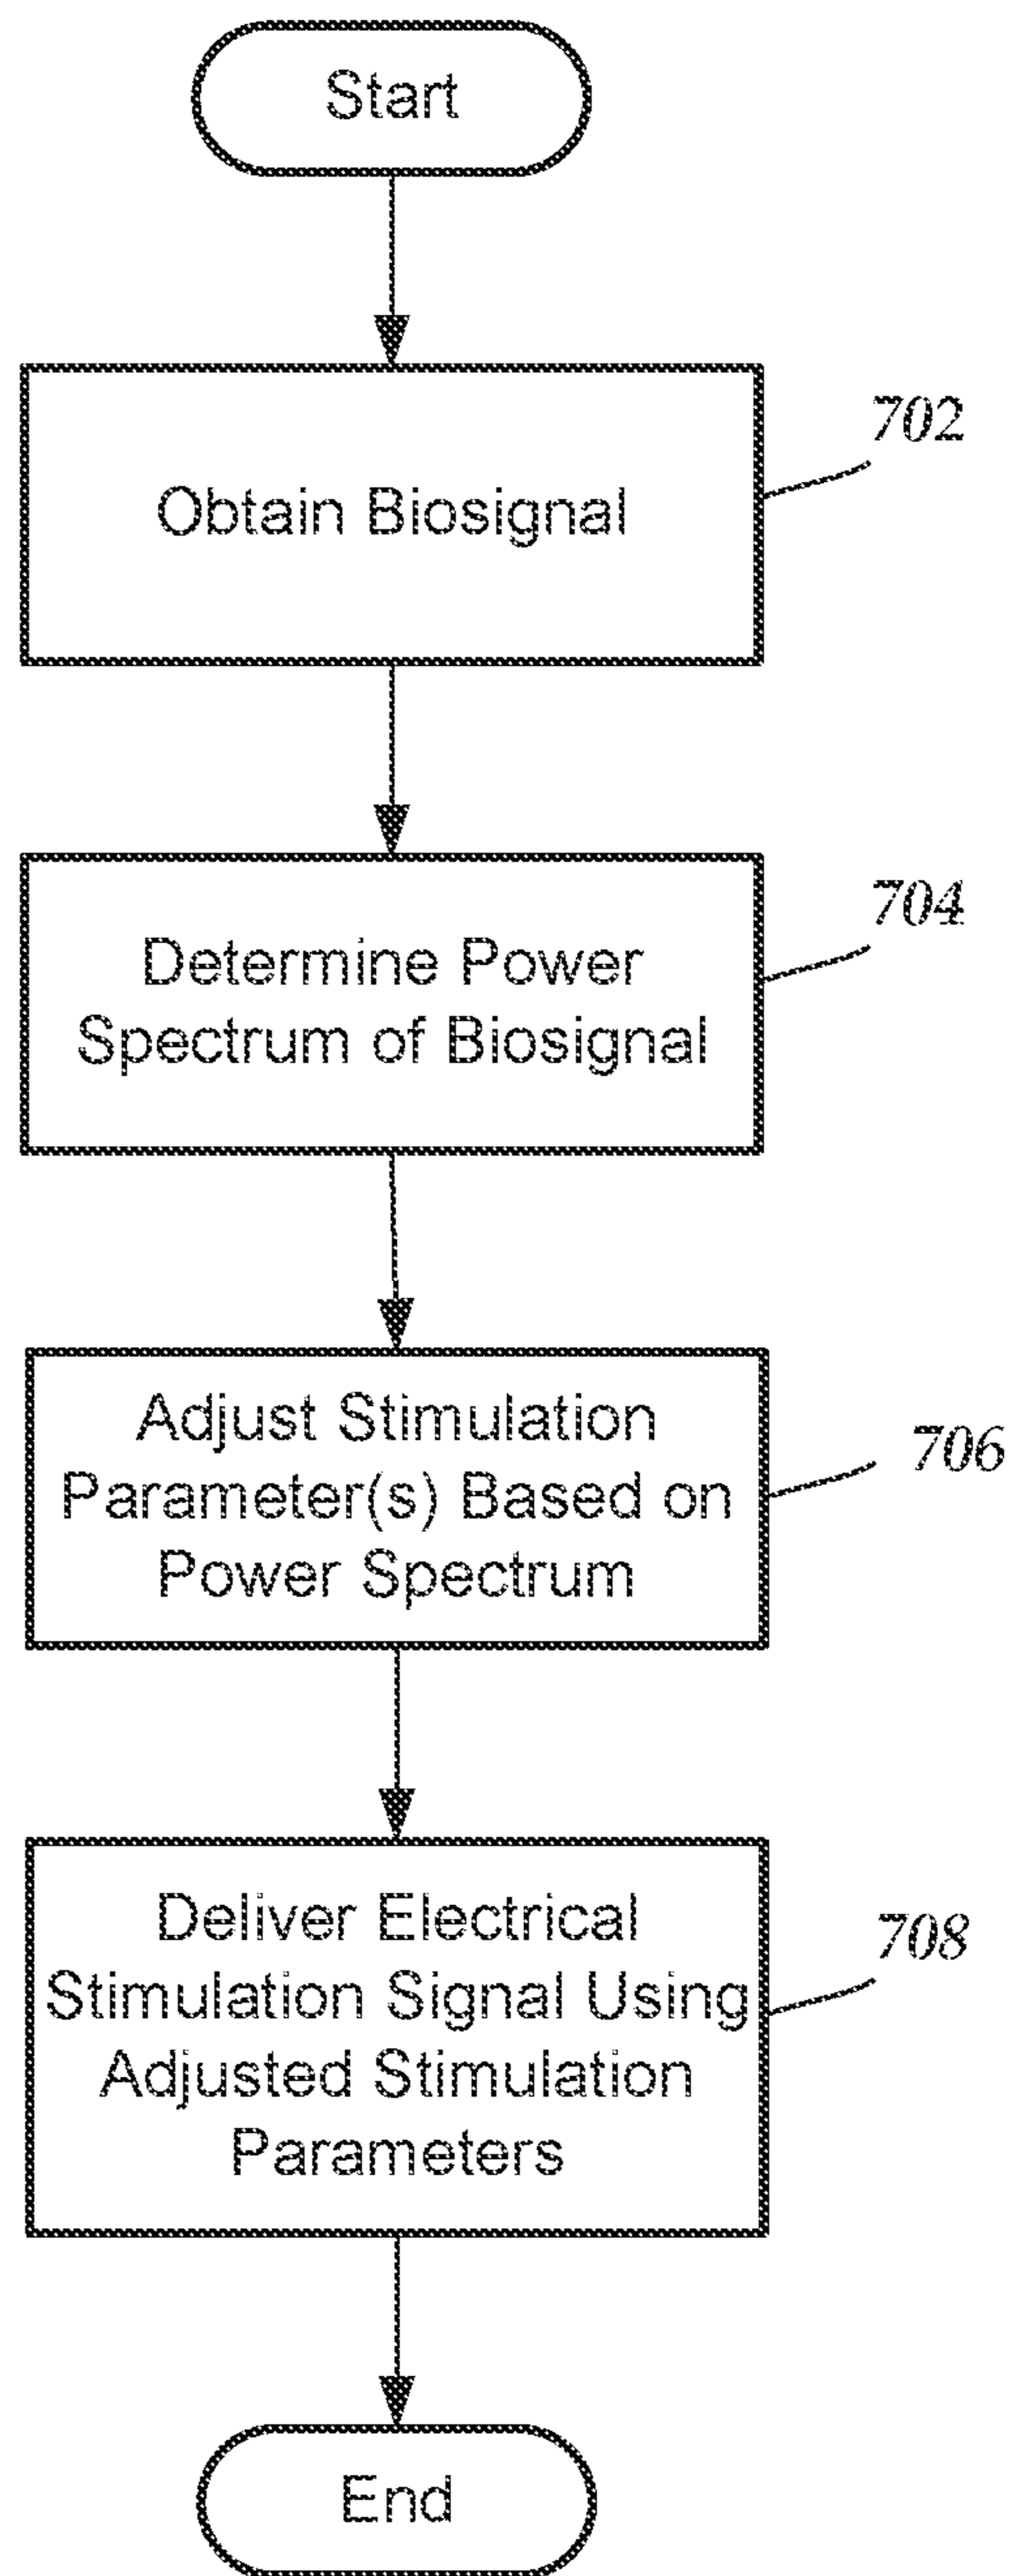 Start
Obtain Biosignal
702
Determine Power
Spectrum of Biosignal
704
Adjust Stimulation
Parameter(s) Based on
Power Spectrum
706
Deliver Electrical
Stimulation Signal Using
Adjusted Stimulation
Parameters
708
End